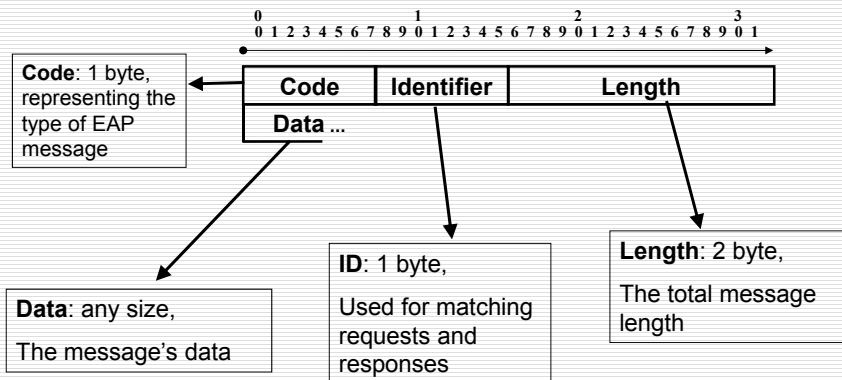 0 1 2 3
0 1 2 3 4 5 6 7 8 9 0 1 2 3 4 5 6 7 8 9 0 1 2 3 4 5 6 7 8 9 0 1
Code: 1 byte,
representing the
type of EAP
message
Code Identifier Length
Data ...
Data: any size,
The message's data
ID: 1 byte,
Used for matching
requests and
responses
Length: 2 byte,
The total message
length